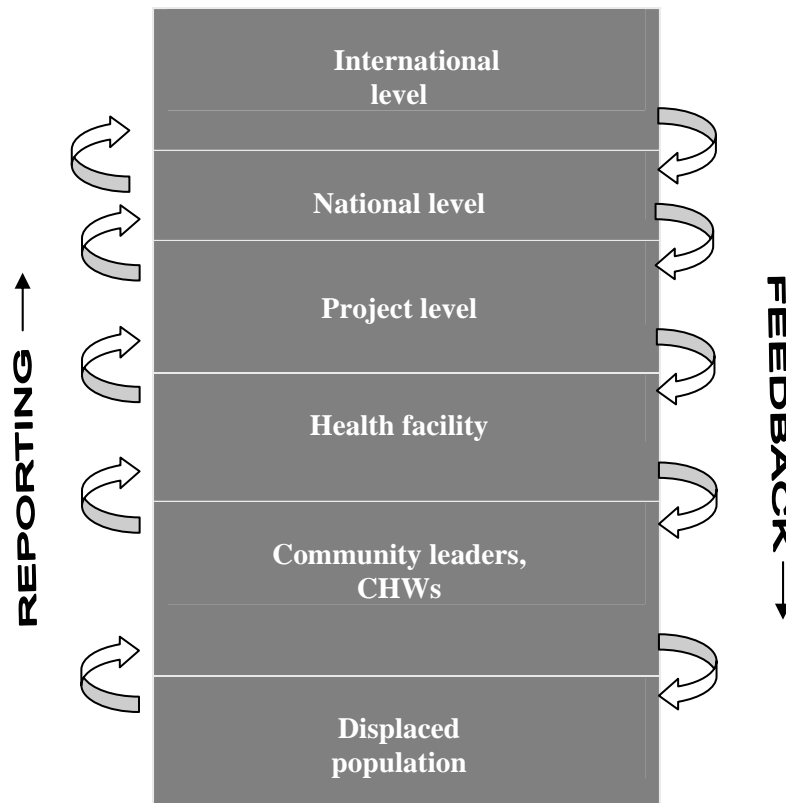 International
level
National level
Project level
Health facility
Community leaders,
CHWs
Displaced
population
REPORTING →
FEEDBACK →